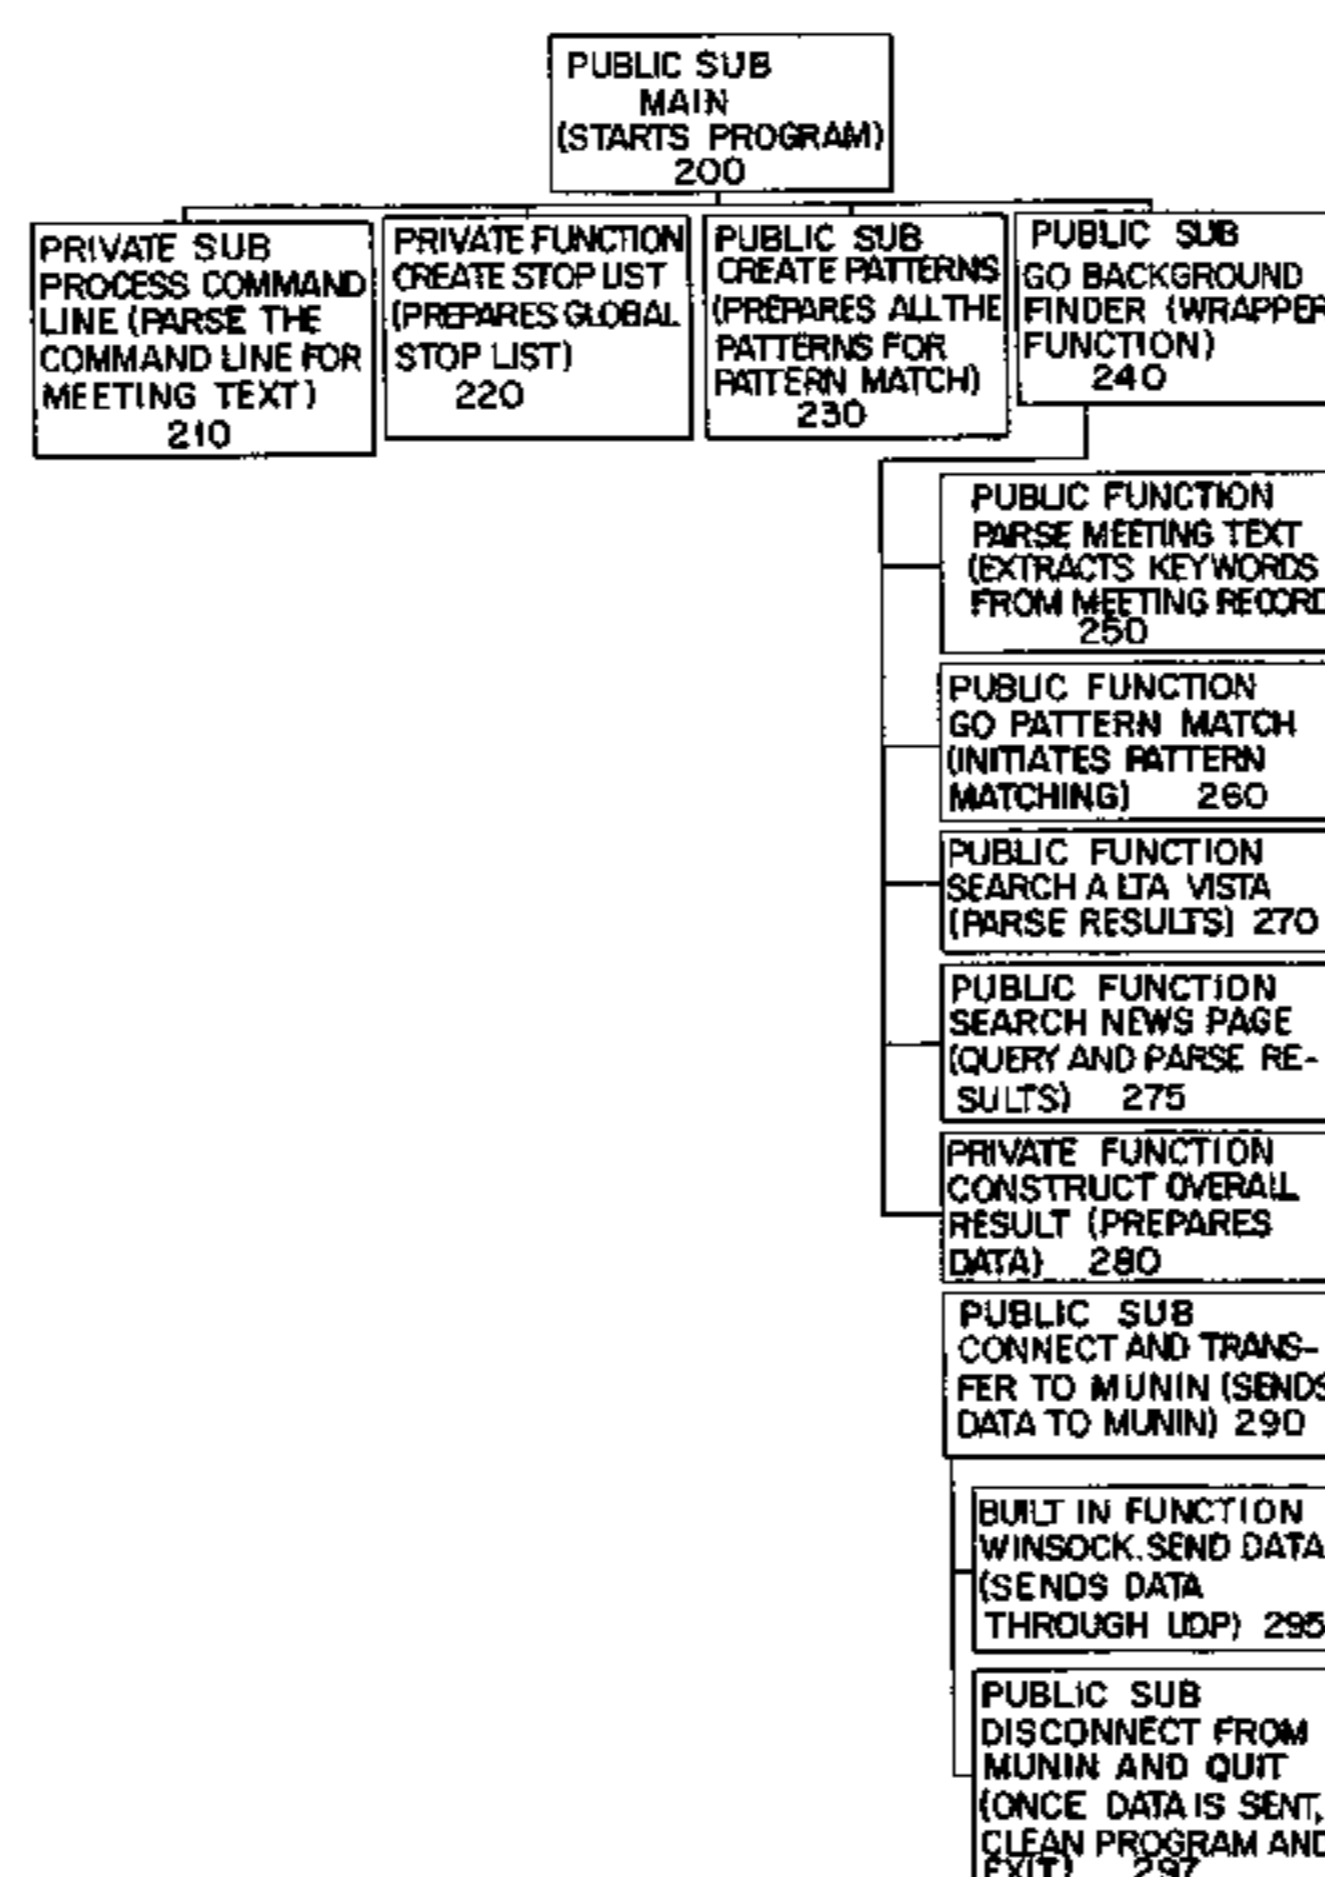 PUBLIC SUB
MAIN
(STARTS PROGRAM)
200
PRIVATE SUB
PROCESS COMMAND
LINE (PARSE THE
COMMAND LINE FOR
MEETING TEXT)
210
PRIVATE FUNCTION
CREATE STOP LIST
(PREPARES GLOBAL
STOP LIST)
220
PUBLIC SUB
CREATE PATTERNS
(PREPARES ALL THE
PATTERNS FOR
PATTERN MATCH)
230
PUBLIC SUB
GO BACKGROUND
FINDER (WRAPPER
FUNCTION)
240
PUBLIC FUNCTION
PARSE MEETING TEXT
(EXTRACTS KEYWORDS
FROM MEETING RECORD
250
PUBLIC FUNCTION
GO PATTERN MATCH
(INITIATES PATTERN
MATCHING) 260
PUBLIC FUNCTION
SEARCH ALTA VISTA
(PARSE RESULTS) 270
PUBLIC FUNCTION
SEARCH NEWS PAGE
(QUERY AND PARSE RE-
SULTS) 275
PRIVATE FUNCTION
CONSTRUCT OVERALL
RESULT (PREPARES
DATA) 280
PUBLIC SUB
CONNECT AND TRANS-
FER TO MUNIN (SENDS
DATA TO MUNIN) 290
BUILT IN FUNCTION
WINSOCK.SEND DATA
(SENDS DATA
THROUGH UDP) 295
PUBLIC SUB
DISCONNECT FROM
MUNIN AND QUIT
(ONCE DATA IS SENT,
CLEAN PROGRAM AND
EXIT) 297